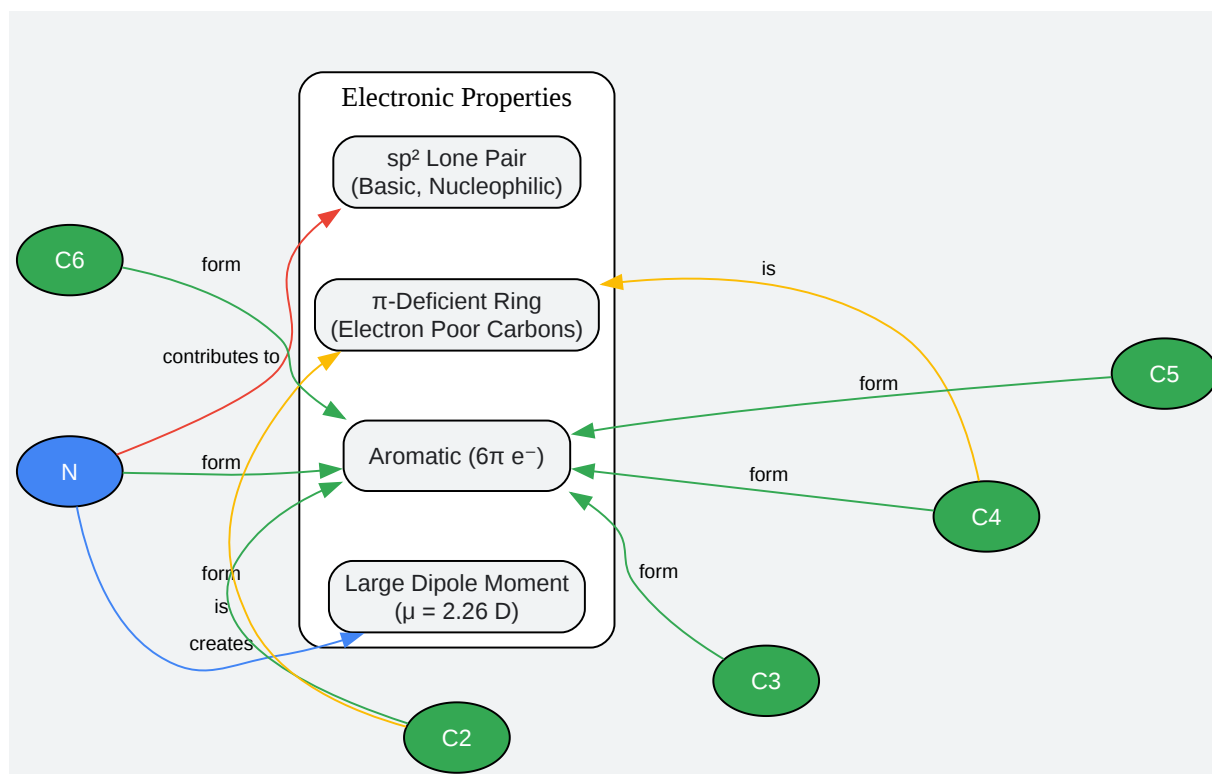 Electronic Properties
sp² Lone Pair
(Basic, Nucleophilic)
C6
form
is
π-Deficient Ring
(Electron Poor Carbons)
contributes to
C5
form
Aromatic (6π e⁻)
N
form
form
C4
form
form
is
Large Dipole Moment
(μ = 2.26 D)
creates
C3
C2